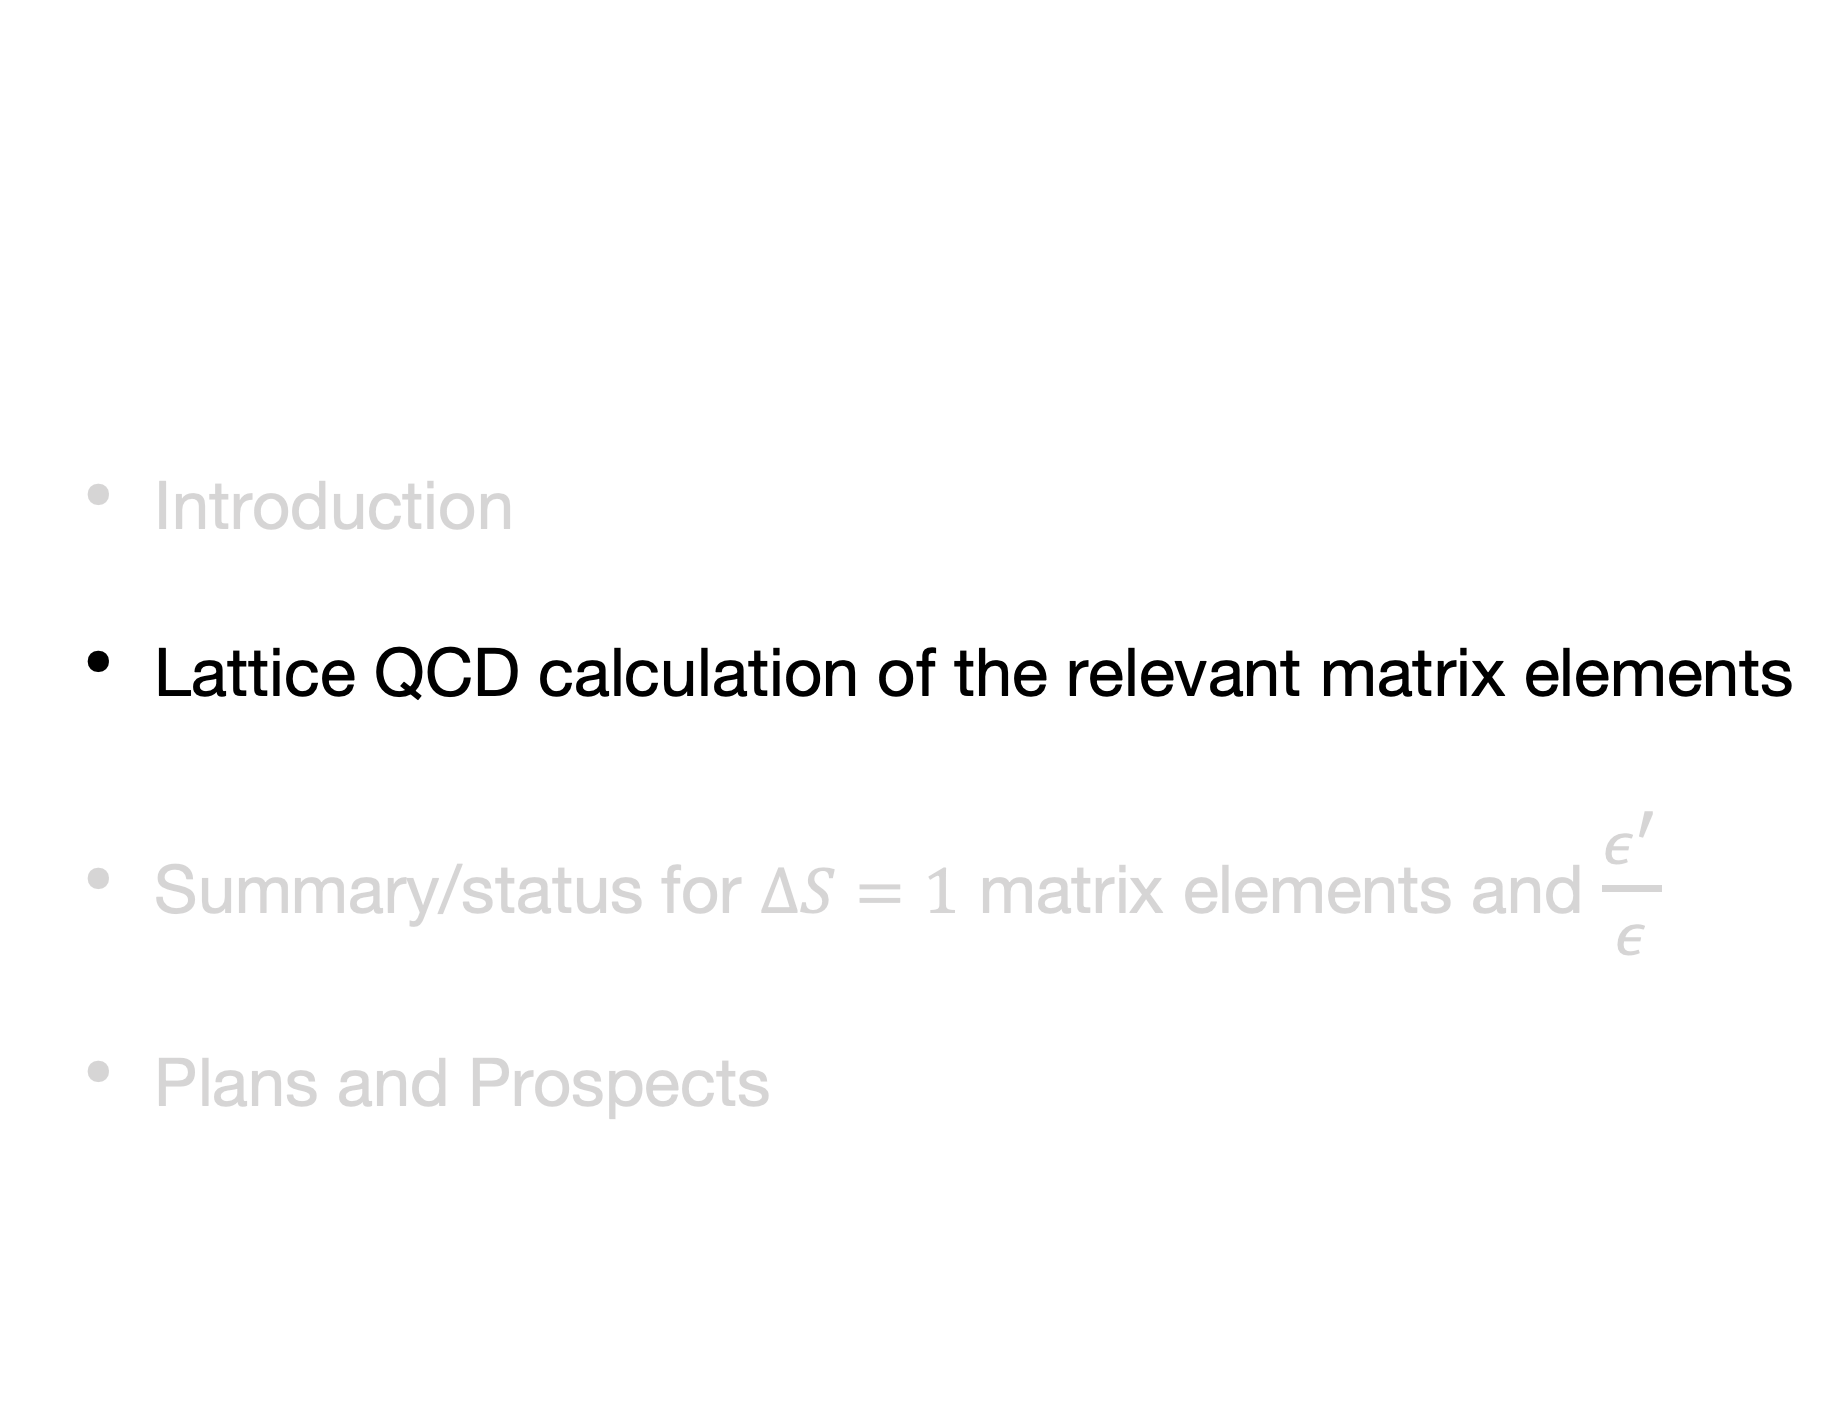 • Introduction
• Lattice QCD calculation of the relevant matrix elements
• Summary/status for Δ𝑆 = 1 matrix elements and ϵ′/ϵ
• Plans and Prospects